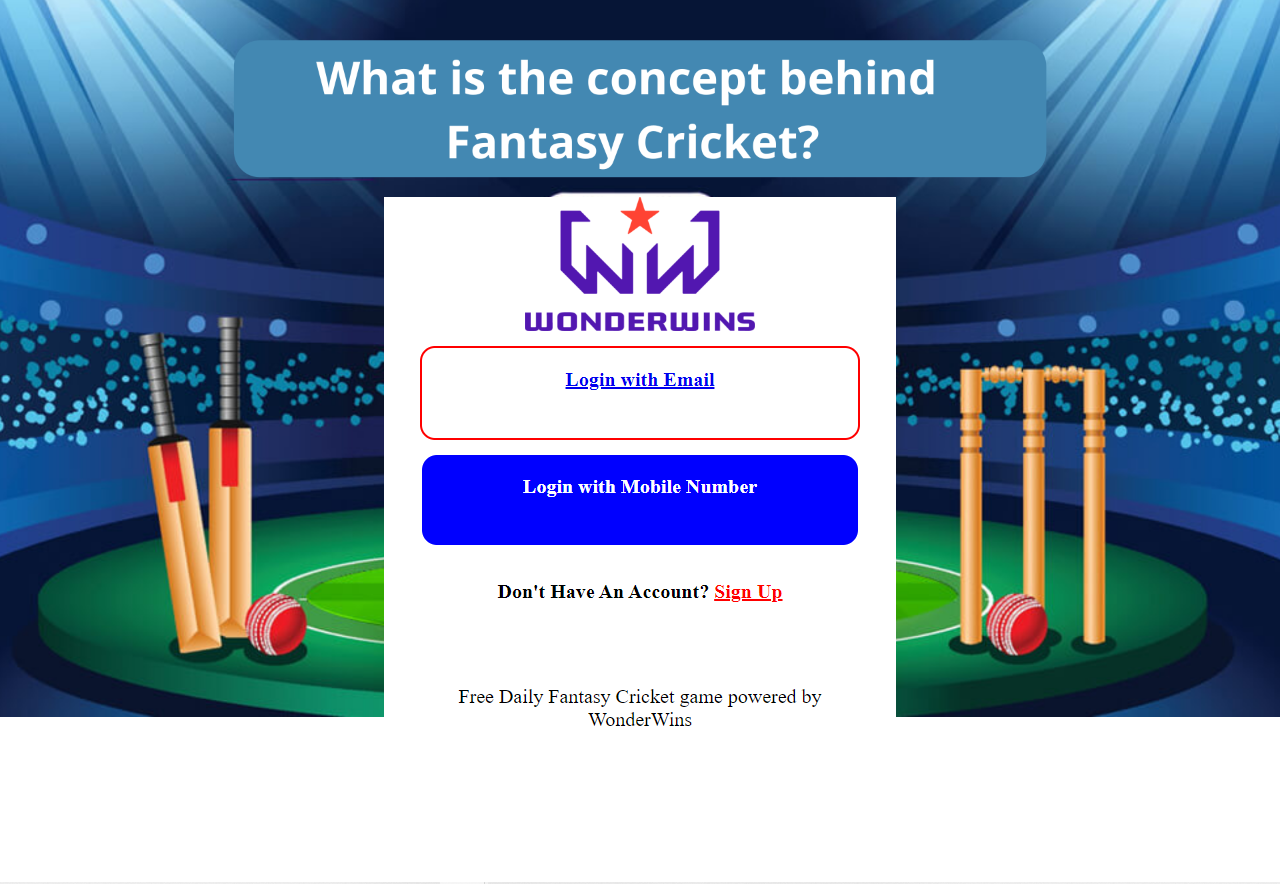 What is the concept behind
Fantasy Cricket?
WONDERWINS
Login with Email
Login with Mobile Number
Don't Have An Account? Sign Up
Free Daily Fantasy Cricket game powered by
WonderWins